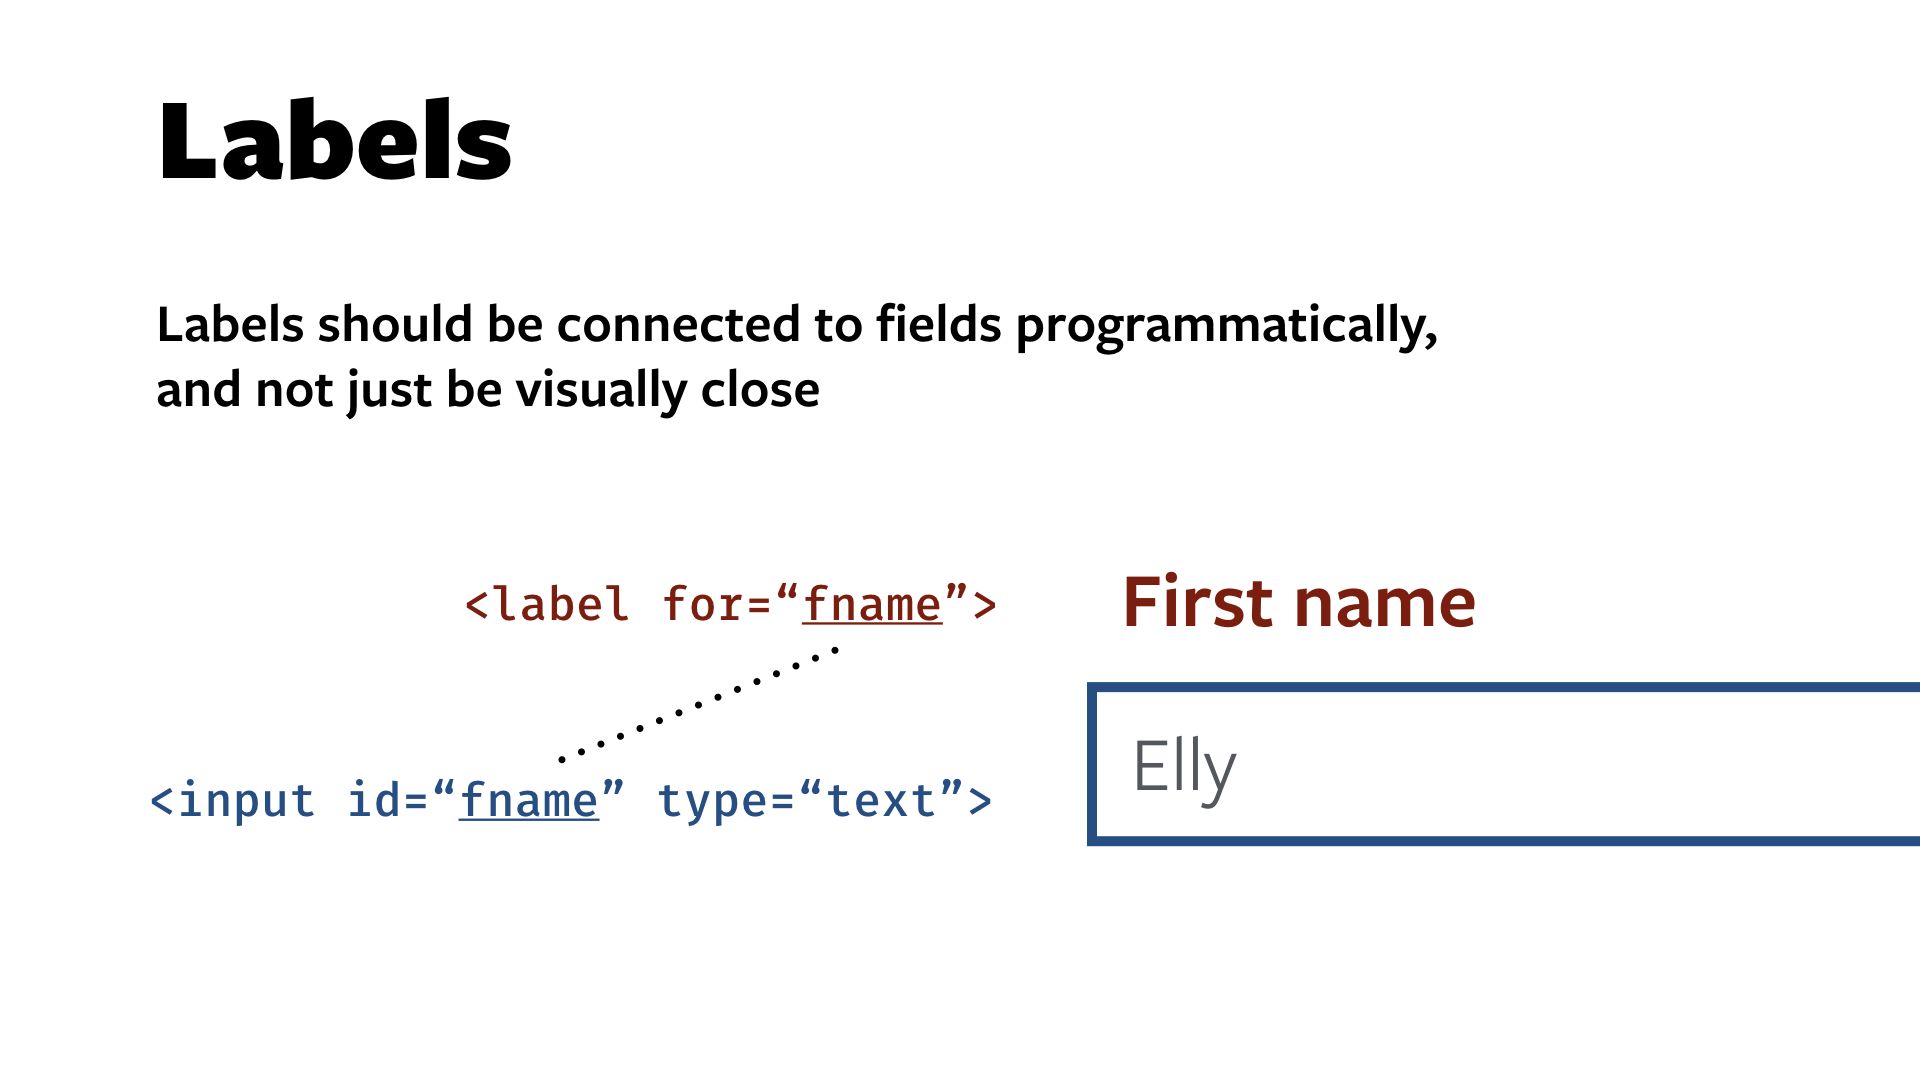 Labels
Labels should be connected to fields programmatically,
and not just be visually close
<label for=“fname”>
First name
<input id=“fname” type=“text”>
Elly